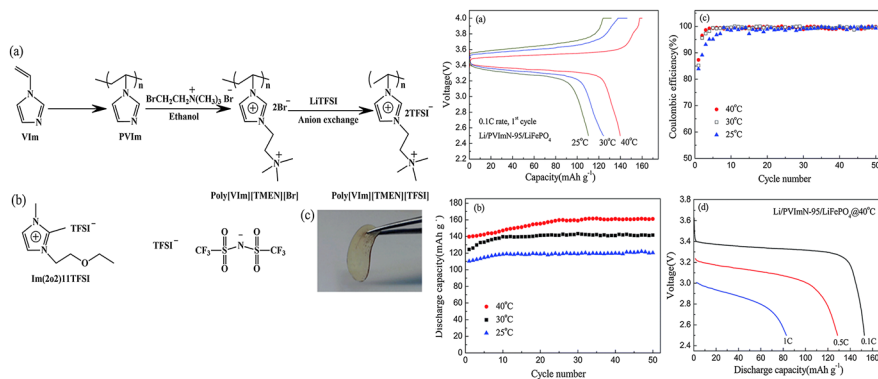 (a)
VIm
PVIm
n
+
BrCH2CH2N(CH3)3 Br⊖
Ethanol
n
2Br−
Poly[VIm][TMEN][Br]
LiTFSI
Anion exchange
n
2TFSI−
Poly[VIm][TMEN][TFSI]
(b)
TFSI−
Im(2o2)11TFSI
TFSI−
CF3
O
S
O
N
O
S
O
CF3
(c)
(a)
4.0
3.8
3.6
3.4
3.2
3.0
2.8
2.6
2.4
2.2
Voltage(V)
0.1C rate, 1st cycle
Li/PVImN-95/LiFePO4
25°C
30°C
40°C
0 20 40 60 80 100 120 140 160
Capacity(mAh g-1)
(c)
100
90
80
70
60
50
Coulombic efficiency(%)
40°C
30°C
25°C
0 10 20 30 40 50
Cycle number
(b)
200
180
160
140
120
100
80
60
40
20
0
Discharge capacity(mAh g-1)
40°C
30°C
25°C
0 10 20 30 40 50
Cycle number
(d)
Li/PVImN-95/LiFePO4@40°C
3.6
3.2
2.8
2.4
Voltage(V)
1C
0.5C
0.1C
0 20 40 60 80 100 120 140 160
Discharge capacity(mAh g-1)